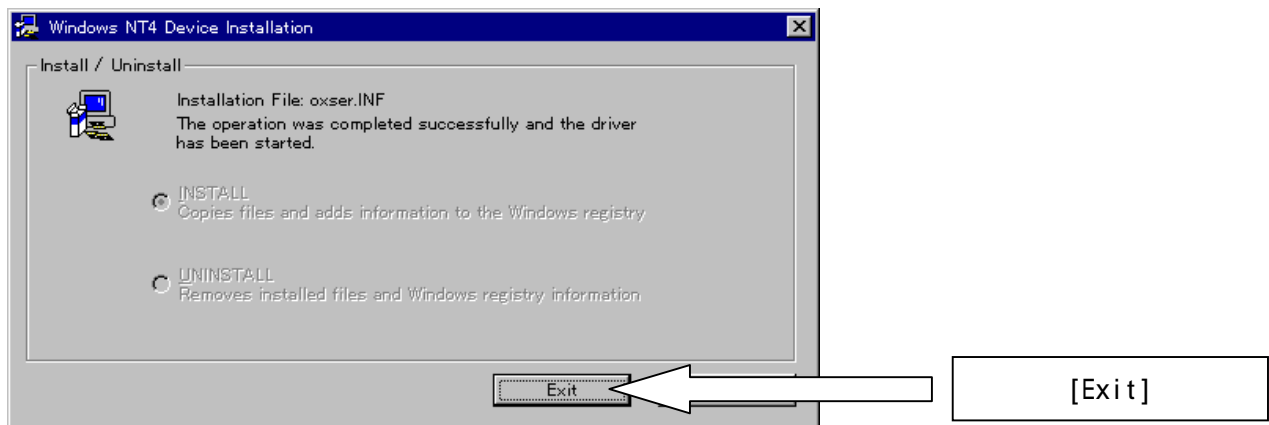 Windows NT4 Device Installation
Install / Uninstall
Installation File: oxser.INF
The operation was completed successfully and the driver
has been started.
INSTALL
Copies files and adds information to the Windows registry
UNINSTALL
Removes installed files and Windows registry information
Exit
[Exit]